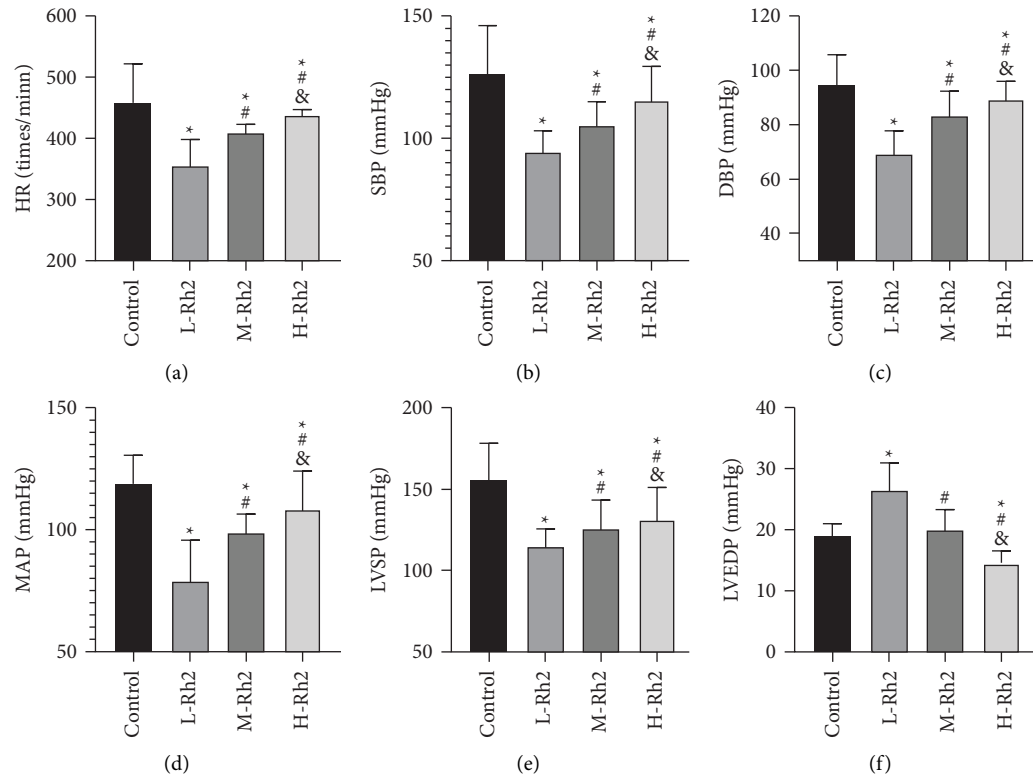 HR (times/minn)
600
500
400
300
200
*
*
#
*
#
&
Control
L-Rh2
M-Rh2
H-Rh2
(a)
SBP (mmHg)
150
100
50
*
*
#
*
#
&
Control
L-Rh2
M-Rh2
H-Rh2
(b)
DBP (mmHg)
120
100
80
60
40
*
*
#
*
#
&
Control
L-Rh2
M-Rh2
H-Rh2
(c)
MAP (mmHg)
150
100
50
*
*
#
*
#
&
Control
L-Rh2
M-Rh2
H-Rh2
(d)
LVSP (mmHg)
200
150
100
50
*
*
#
*
#
&
Control
L-Rh2
M-Rh2
H-Rh2
(e)
LVEDP (mmHg)
40
30
20
10
0
*
#
*
#
&
Control
L-Rh2
M-Rh2
H-Rh2
(f)